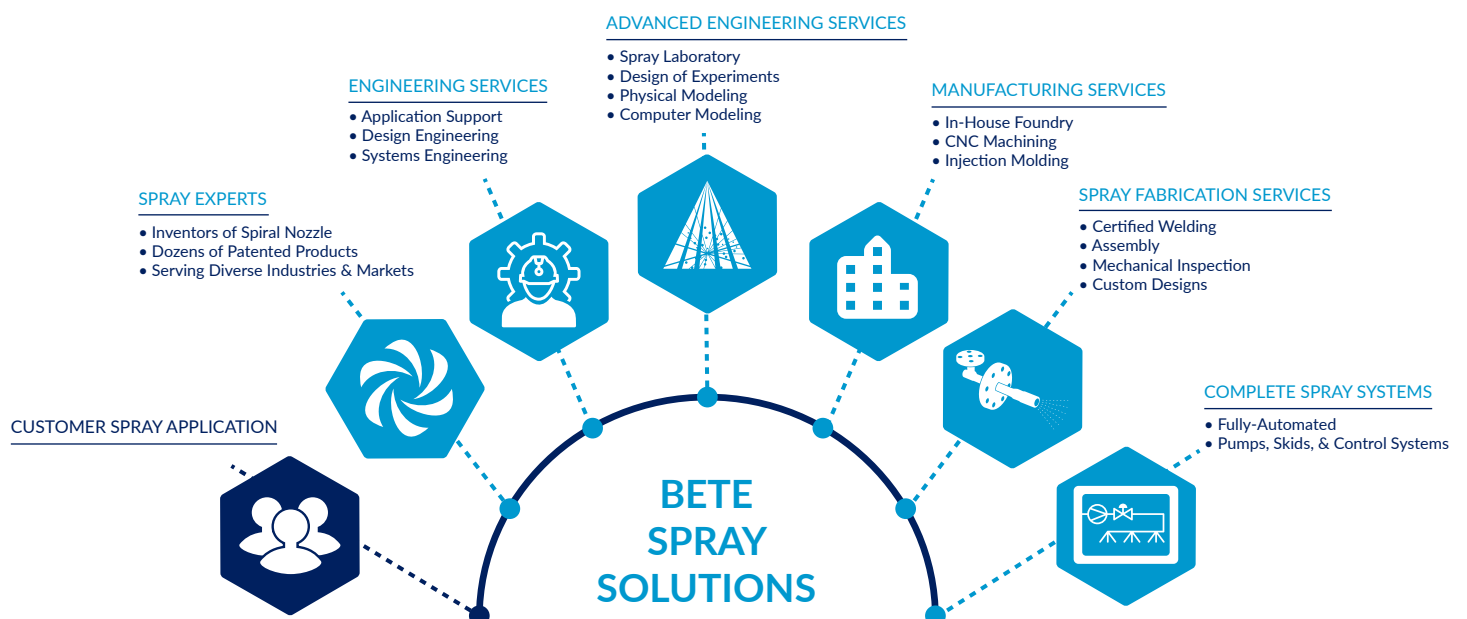 CUSTOMER SPRAY APPLICATION
SPRAY EXPERTS
• Inventors of Spiral Nozzle
• Dozens of Patented Products
• Serving Diverse Industries & Markets
ENGINEERING SERVICES
• Application Support
• Design Engineering
• Systems Engineering
ADVANCED ENGINEERING SERVICES
• Spray Laboratory
• Design of Experiments
• Physical Modeling
• Computer Modeling
MANUFACTURING SERVICES
• In-House Foundry
• CNC Machining
• Injection Molding
SPRAY FABRICATION SERVICES
• Certified Welding
• Assembly
• Mechanical Inspection
• Custom Designs
COMPLETE SPRAY SYSTEMS
• Fully-Automated
• Pumps, Skids, & Control Systems
BETE
SPRAY
SOLUTIONS